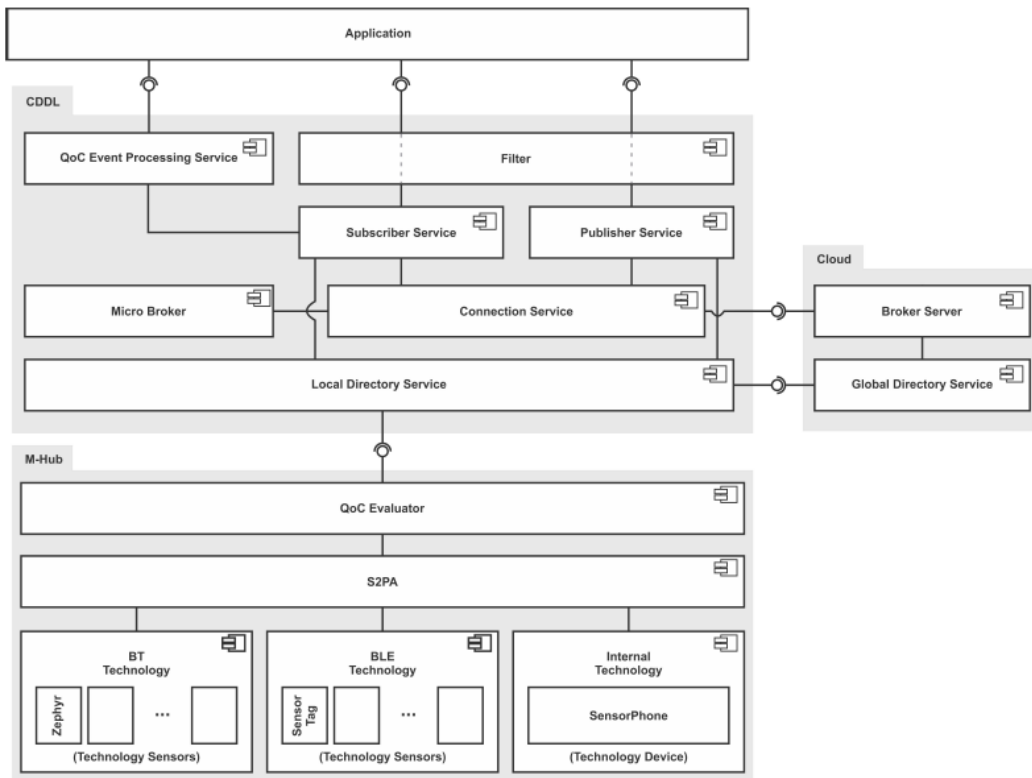 Application
CDDL
QoC Event Processing Service
Filter
Subscriber Service
Publisher Service
Cloud
Micro Broker
Connection Service
Broker Server
Local Directory Service
Global Directory Service
M-Hub
QoC Evaluator
S2PA
BT
Technology
Zephyr
...
(Technology Sensors)
BLE
Technology
Sensor
Tag
...
(Technology Sensors)
Internal
Technology
SensorPhone
(Technology Device)